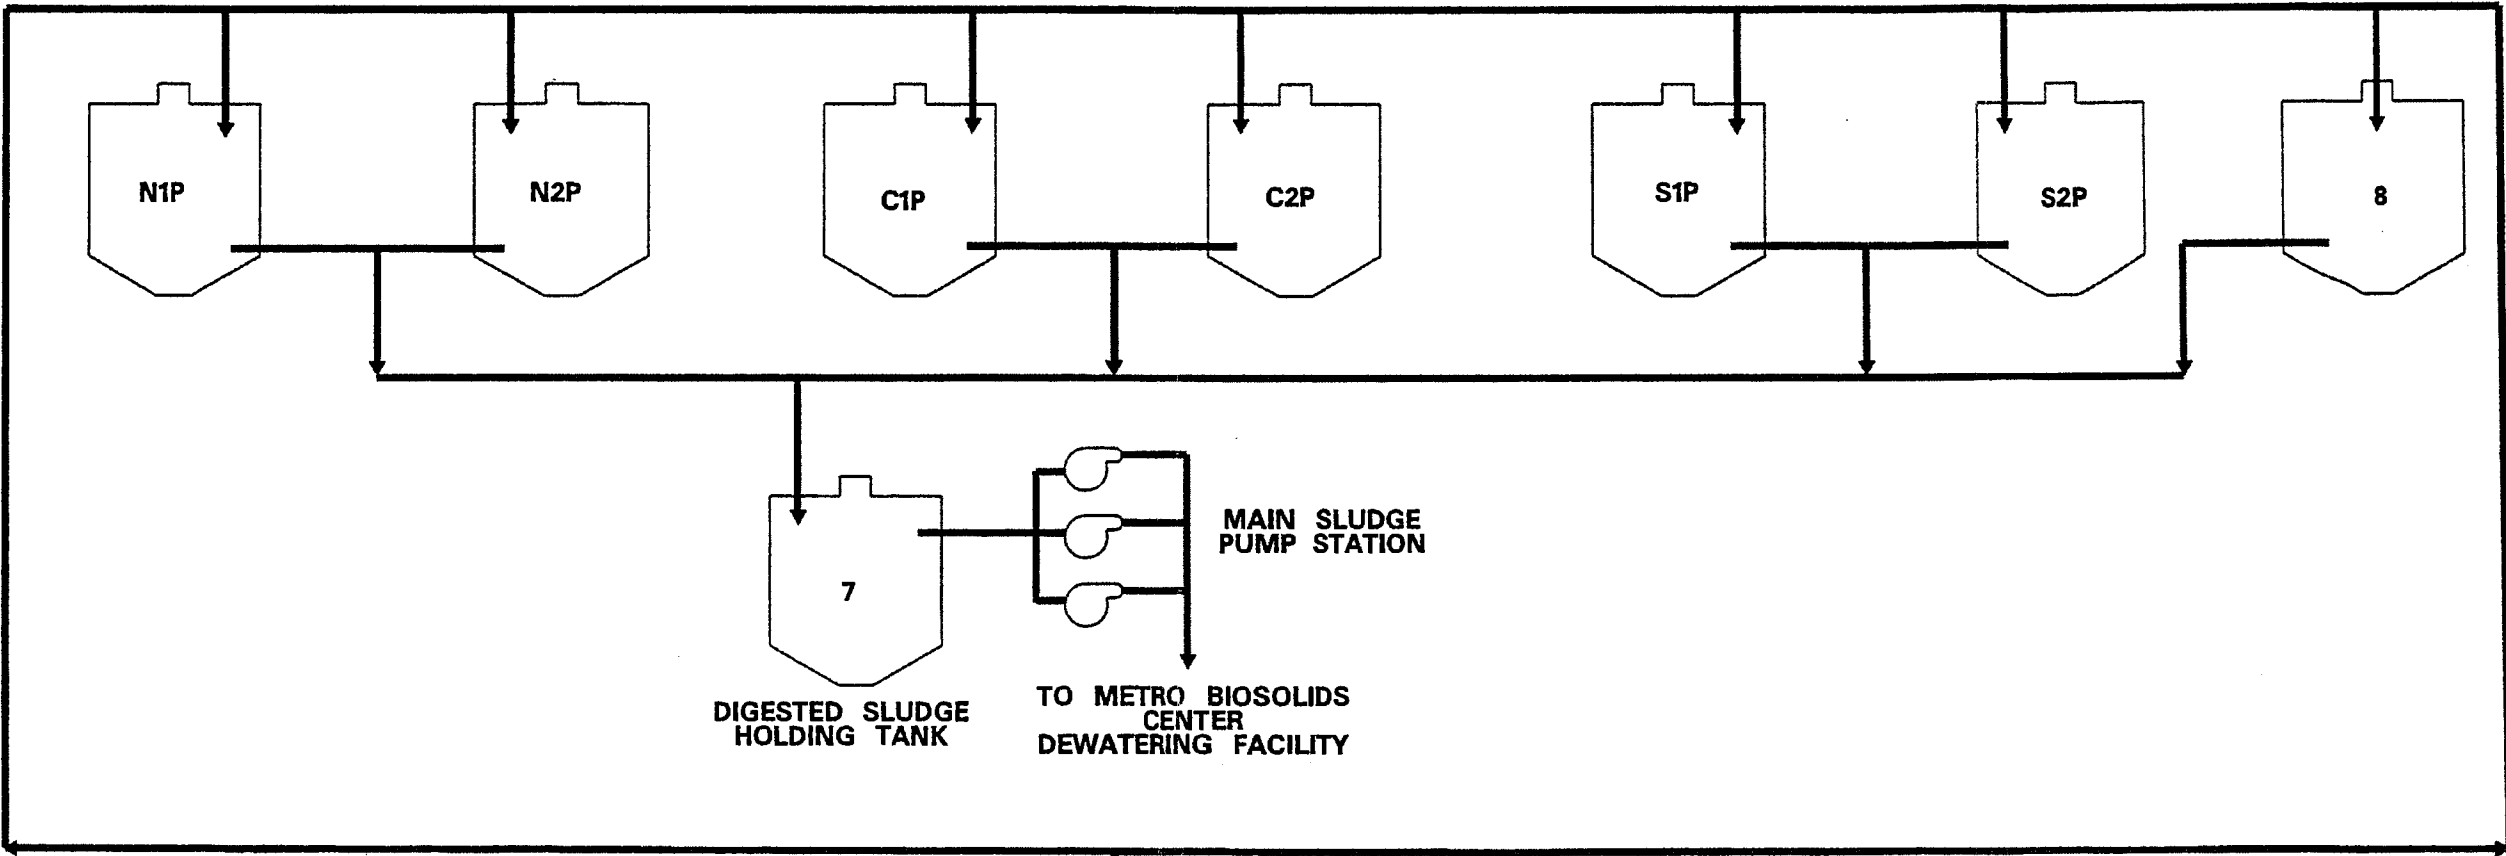 N1P
N2P
C1P
C2P
S1P
S2P
8
MAIN SLUDGE
PUMP STATION
7
DIGESTED SLUDGE
HOLDING TANK
TO METRO BIOSOLIDS
CENTER
DEWATERING FACILITY